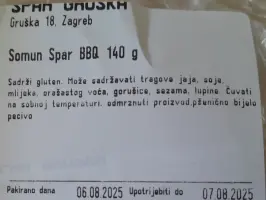 SPAR GRUŠKA
Gruška 18, Zagreb
Somun Spar BBQ 140 g
Sadrži gluten. Može sadržavati tragove jaja, soje,
mlijeka, orašastog voća, gorušice, sezama, lupine. Čuvati
na sobnoj temperaturi. odmrznuti proizvod,pšenično bijelo
pecivo
Pakirano dana 06.08.2025 Upotrijebiti do 07.08.2025